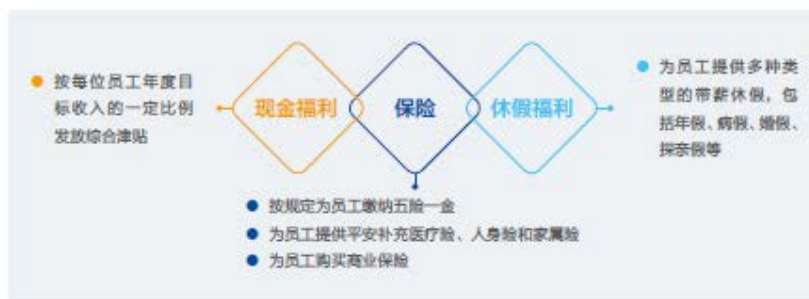 按每位员工年度目
标收入的一定比例
发放综合津贴
现金福利
保险
休假福利
为员工提供多种类
型的带薪休假，包
括年假、病假、婚假、
探亲假等
按规定为员工缴纳五险一金
为员工提供平安补充医疗险、人身险和家属险
为员工购买商业保险